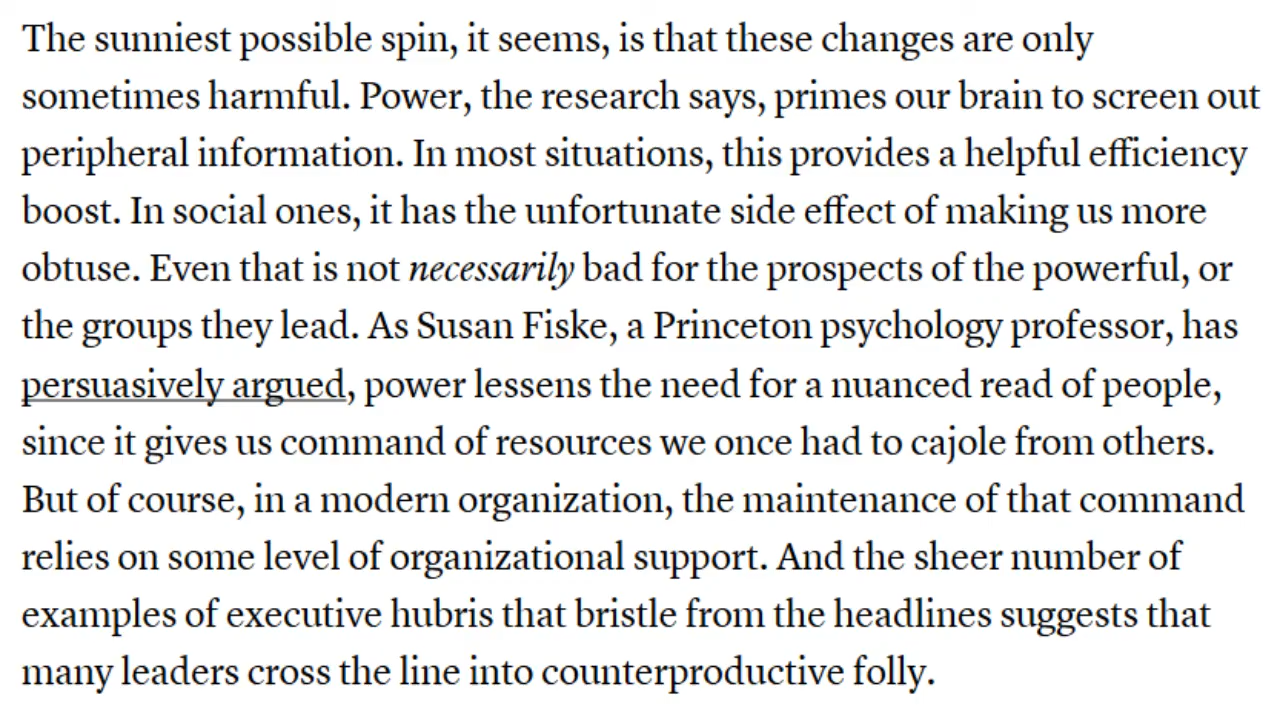 The sunniest possible spin, it seems, is that these changes are only
sometimes harmful. Power, the research says, primes our brain to screen out
peripheral information. In most situations, this provides a helpful efficiency
boost. In social ones, it has the unfortunate side effect of making us more
obtuse. Even that is not necessarily bad for the prospects of the powerful, or
the groups they lead. As Susan Fiske, a Princeton psychology professor, has
persuasively argued, power lessens the need for a nuanced read of people,
since it gives us command of resources we once had to cajole from others.
But of course, in a modern organization, the maintenance of that command
relies on some level of organizational support. And the sheer number of
examples of executive hubris that bristle from the headlines suggests that
many leaders cross the line into counterproductive folly.